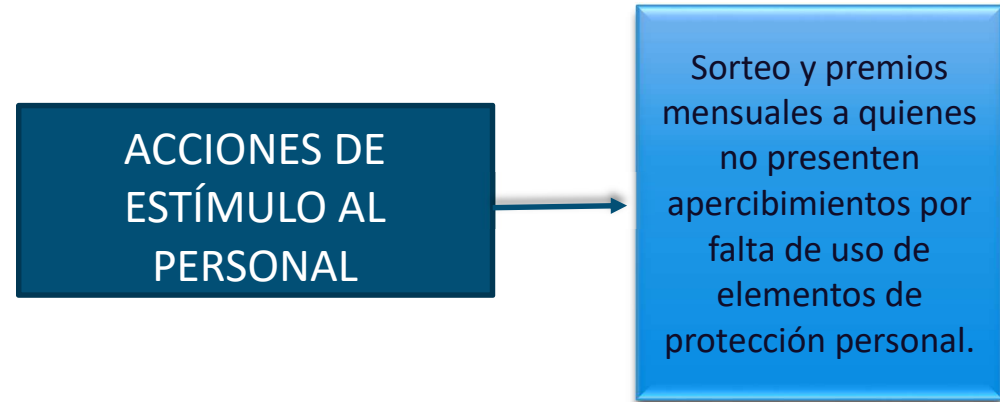 ACCIONES DE
ESTÍMULO AL
PERSONAL
Sorteo y premios
mensuales a quienes
no presenten
apercibimientos por
falta de uso de
elementos de
protección personal.